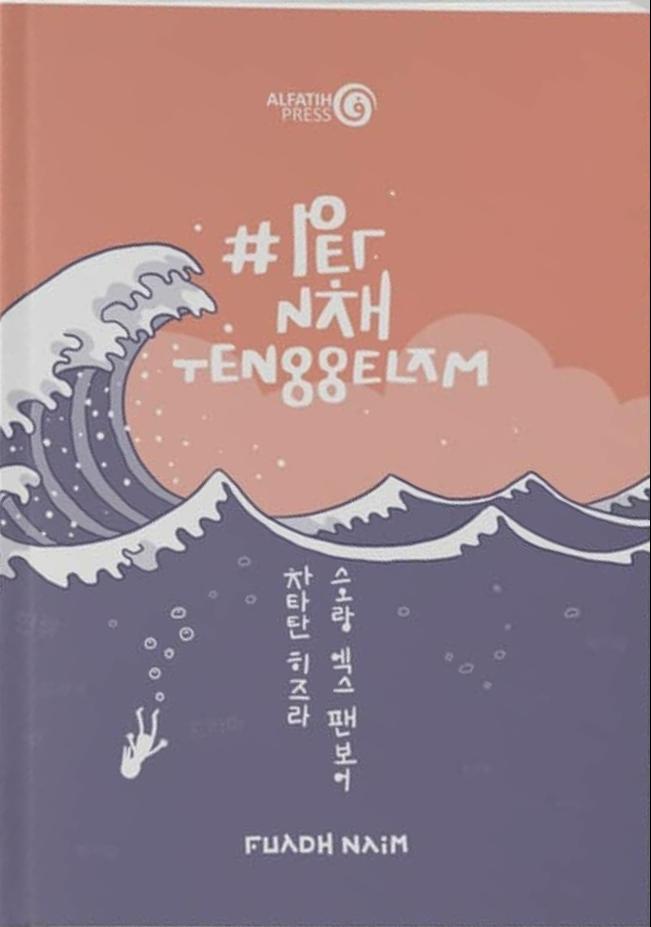 ALFATIH
PRESS
#PER
NAH
TENGGELAM
차타탄 히즈라
스오랑 엑스 팬보어
FUADH NAIM